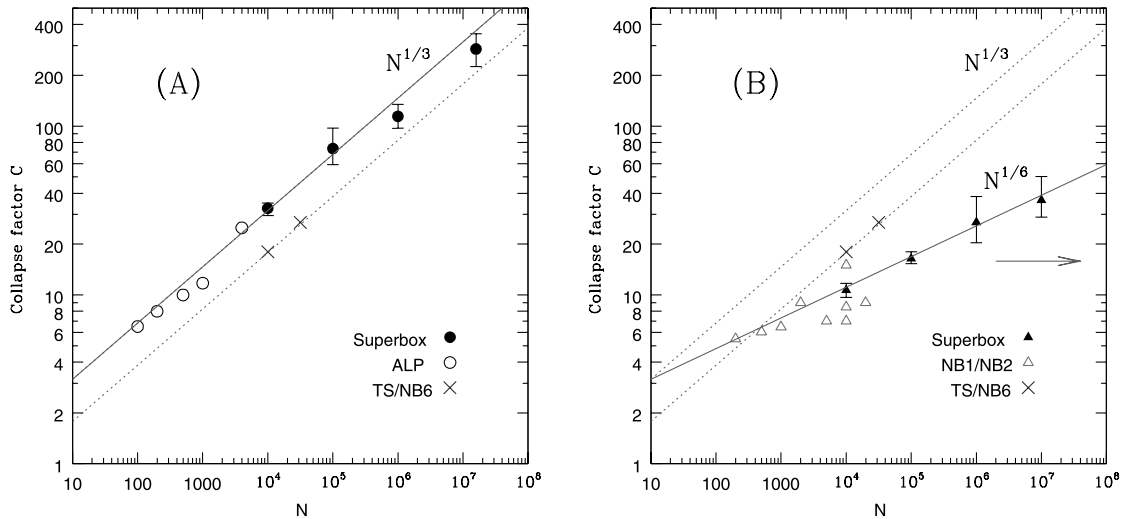 (A)
N^{1/3}
Collapse factor C
400
200
100
80
60
40
20
10
8
6
4
2
1
Superbox
ALP
TS/NB6
10
100
1000
10^4
10^5
10^6
10^7
10^8
N
(B)
N^{1/3}
N^{1/6}
Collapse factor C
400
200
100
80
60
40
20
10
8
6
4
2
1
Superbox
NB1/NB2
TS/NB6
10
100
1000
10^4
10^5
10^6
10^7
10^8
N